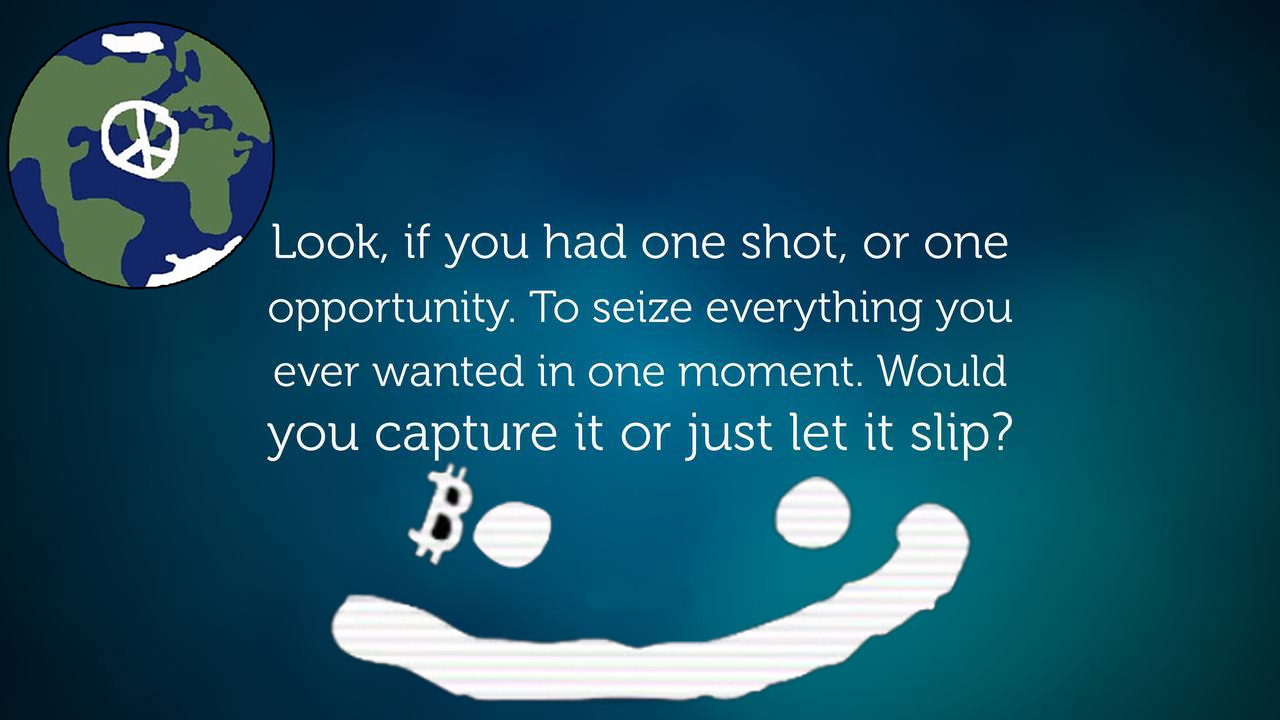 Look, if you had one shot, or one
opportunity. To seize everything you
ever wanted in one moment. Would
you capture it or just let it slip?